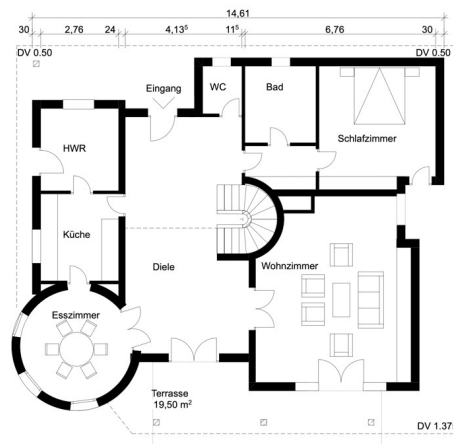 14,61
30 2,76 24 4,13⁵ 11⁵ 6,76 30
DV 0.50 DV 0.50
Eingang
WC
Bad
HWR
Schlafzimmer
Küche
Diele
Wohnzimmer
Esszimmer
Terrasse
19,50 m²
DV 1.37